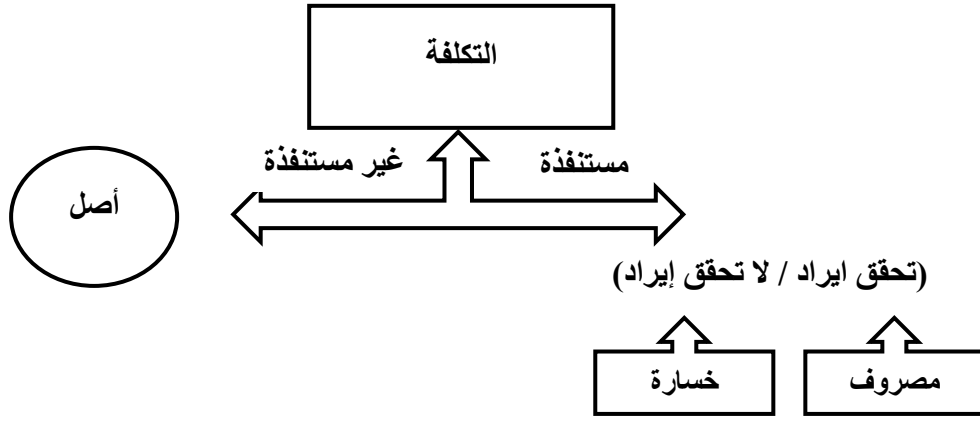 التكلفة
مستنفذة
غير مستنفذة
أصل
(تحقق ايراد / لا تحقق إيراد)
مصروف
خسارة